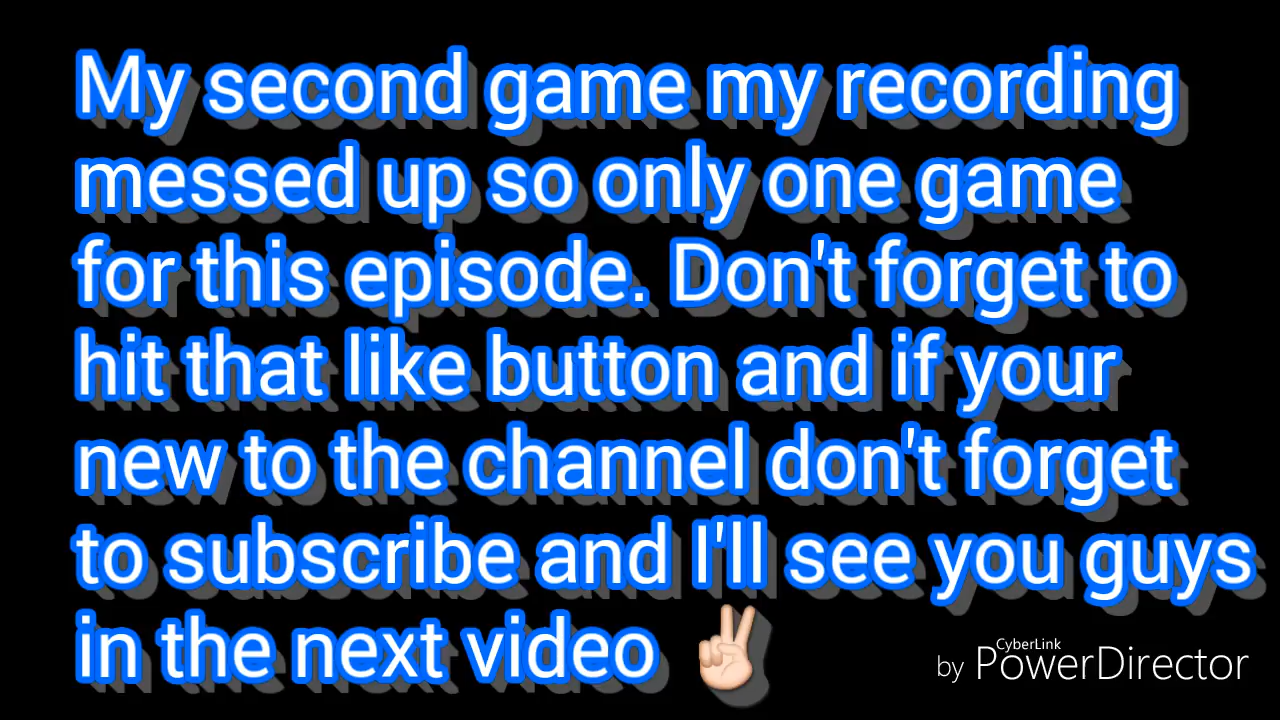 My second game my recording
messed up so only one game
for this episode. Don't forget to
hit that like button and if your
new to the channel don't forget
to subscribe and I'll see you guys
in the next video ✌🏻
CyberLink
by PowerDirector